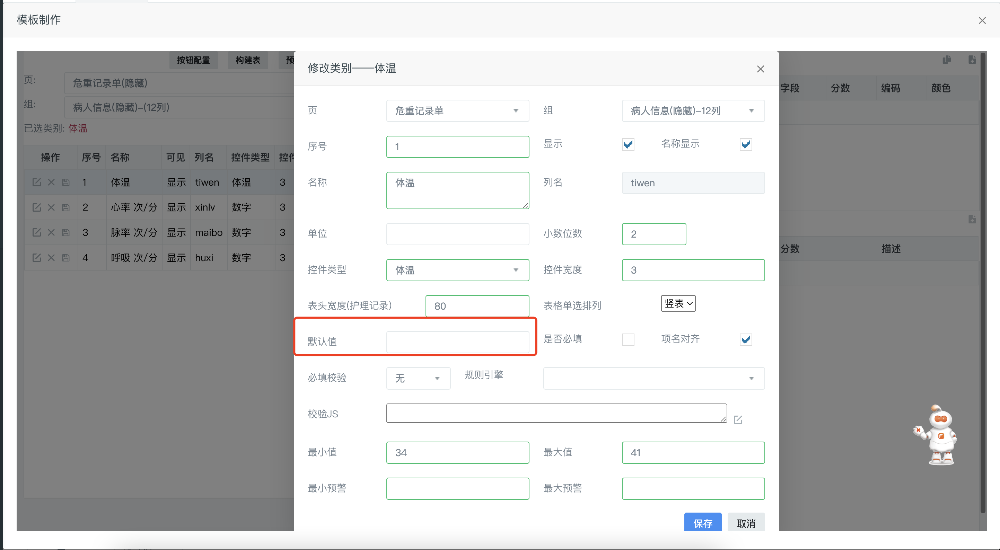 模板制作
按钮配置 构建表 预
页: 危重记录单(隐藏)
组: 病人信息(隐藏)-(12列)
已选类别: 体温
操作 序号 名称 可见 列名 控件类型 控件
1 体温 显示 tiwen 体温 3
2 心率 次/分 显示 xinlv 数字 3
3 脉率 次/分 显示 maibo 数字 3
4 呼吸 次/分 显示 huxi 数字 3
修改类别——体温
页 危重记录单 组 病人信息(隐藏)-12列
序号 1 显示 名称显示
名称 体温 列名 tiwen
单位 小数位数 2
控件类型 体温 控件宽度 3
表头宽度(护理记录) 80 表格单选排列 竖表
默认值 是否必填 项名对齐
必填校验 无 规则引擎
校验JS
最小值 34 最大值 41
最小预警 最大预警
保存 取消
字段 分数 编码 颜色
分数 描述
F